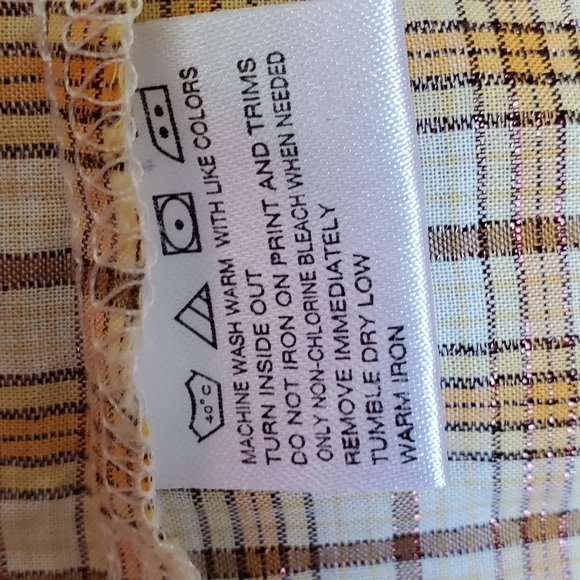 40°C
MACHINE WASH WARM WITH LIKE COLORS
TURN INSIDE OUT
DO NOT IRON ON PRINT AND TRIMS
ONLY NON-CHLORINE BLEACH WHEN NEEDED
REMOVE IMMEDIATELY
TUMBLE DRY LOW
WARM IRON